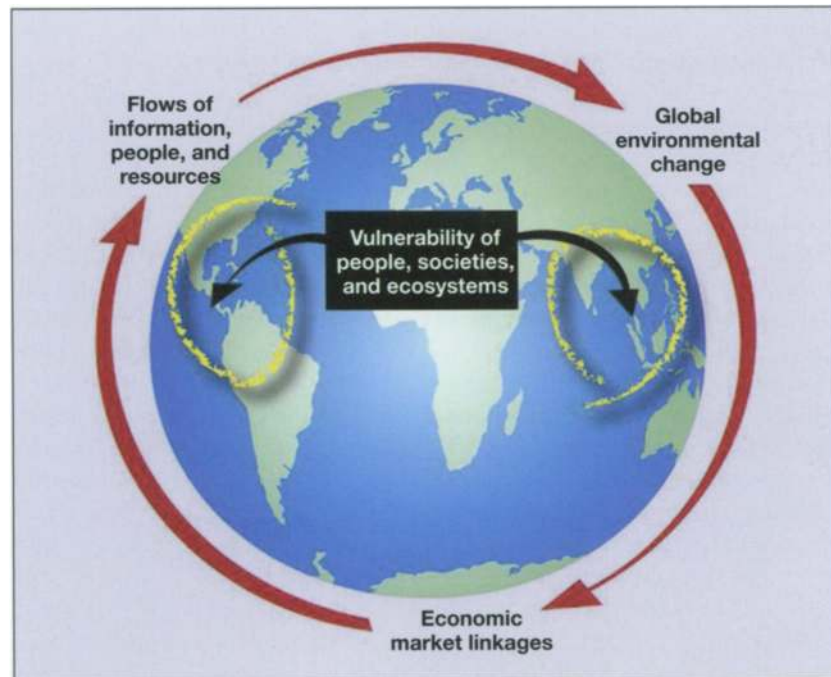 Flows of
information,
people, and
resources
Global
environmental
change
Vulnerability of
people, societies,
and ecosystems
Economic
market linkages